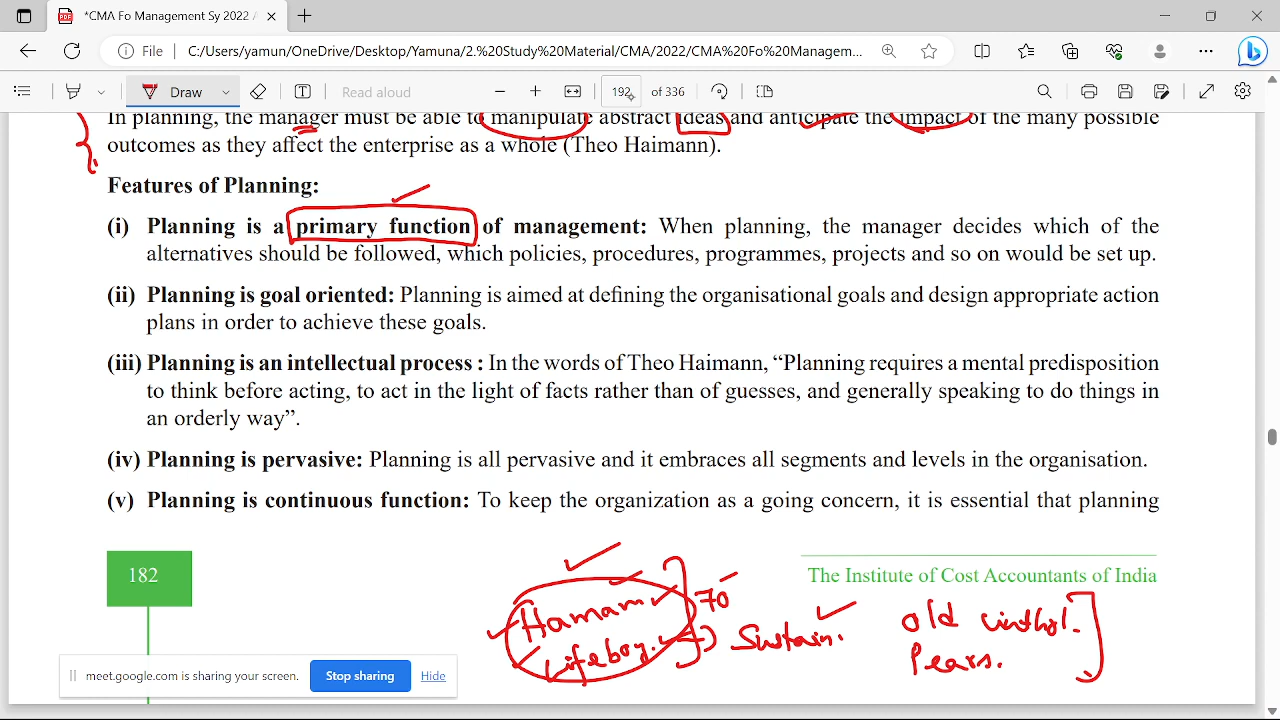 *CMA Fo Management Sy 2022 A
File C:/Users/yamun/OneDrive/Desktop/Yamuna/2.%20Study%20Material/CMA/2022/CMA%20Fo%20Managem...
Draw Read aloud 192 of 336
In planning, the manager must be able to manipulate abstract ideas and anticipate the impact of the many possible
outcomes as they affect the enterprise as a whole (Theo Haimann).
Features of Planning:
(i) Planning is a primary function of management: When planning, the manager decides which of the
alternatives should be followed, which policies, procedures, programmes, projects and so on would be set up.
(ii) Planning is goal oriented: Planning is aimed at defining the organisational goals and design appropriate action
plans in order to achieve these goals.
(iii) Planning is an intellectual process : In the words of Theo Haimann, “Planning requires a mental predisposition
to think before acting, to act in the light of facts rather than of guesses, and generally speaking to do things in
an orderly way”.
(iv) Planning is pervasive: Planning is all pervasive and it embraces all segments and levels in the organisation.
(v) Planning is continuous function: To keep the organization as a going concern, it is essential that planning
182
The Institute of Cost Accountants of India
Hamam 70
Lifeboy. Sustain.
old
Pears.
meet.google.com is sharing your screen. Stop sharing Hide